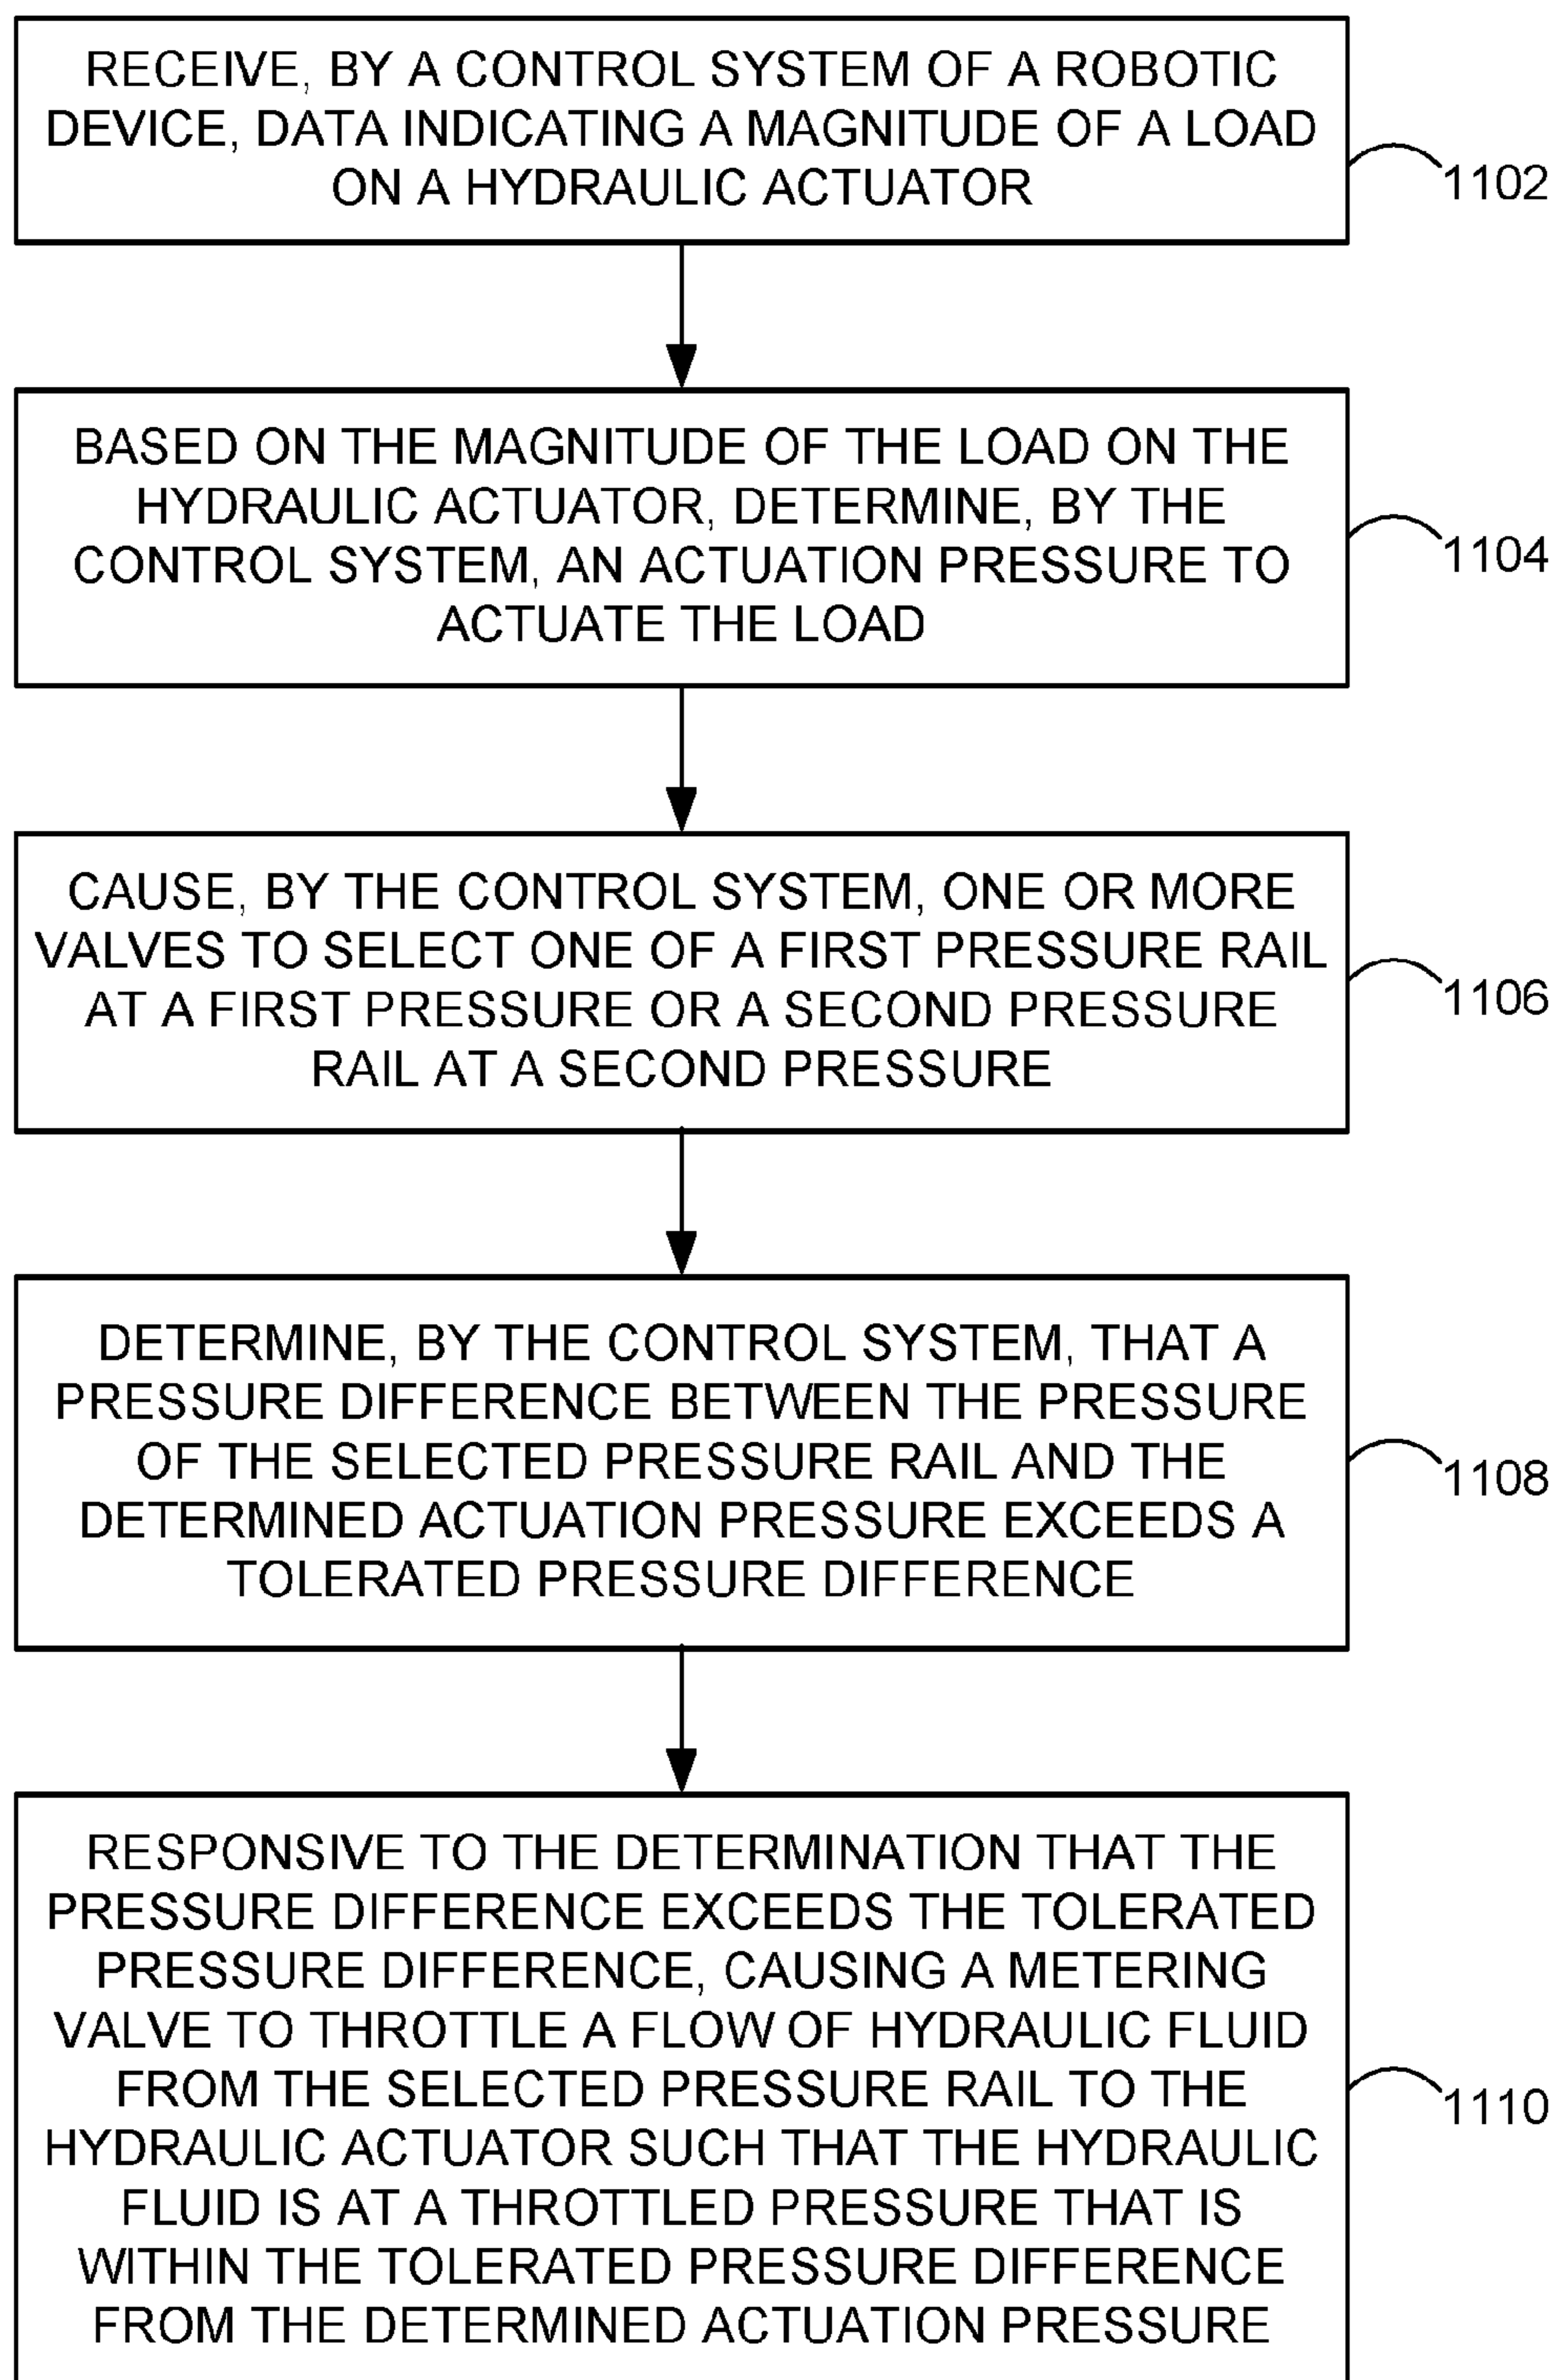 RECEIVE, BY A CONTROL SYSTEM OF A ROBOTIC
DEVICE, DATA INDICATING A MAGNITUDE OF A LOAD
ON A HYDRAULIC ACTUATOR
1102
BASED ON THE MAGNITUDE OF THE LOAD ON THE
HYDRAULIC ACTUATOR, DETERMINE, BY THE
CONTROL SYSTEM, AN ACTUATION PRESSURE TO
ACTUATE THE LOAD
1104
CAUSE, BY THE CONTROL SYSTEM, ONE OR MORE
VALVES TO SELECT ONE OF A FIRST PRESSURE RAIL
AT A FIRST PRESSURE OR A SECOND PRESSURE
RAIL AT A SECOND PRESSURE
1106
DETERMINE, BY THE CONTROL SYSTEM, THAT A
PRESSURE DIFFERENCE BETWEEN THE PRESSURE
OF THE SELECTED PRESSURE RAIL AND THE
DETERMINED ACTUATION PRESSURE EXCEEDS A
TOLERATED PRESSURE DIFFERENCE
1108
RESPONSIVE TO THE DETERMINATION THAT THE
PRESSURE DIFFERENCE EXCEEDS THE TOLERATED
PRESSURE DIFFERENCE, CAUSING A METERING
VALVE TO THROTTLE A FLOW OF HYDRAULIC FLUID
FROM THE SELECTED PRESSURE RAIL TO THE
HYDRAULIC ACTUATOR SUCH THAT THE HYDRAULIC
FLUID IS AT A THROTTLED PRESSURE THAT IS
WITHIN THE TOLERATED PRESSURE DIFFERENCE
FROM THE DETERMINED ACTUATION PRESSURE
1110